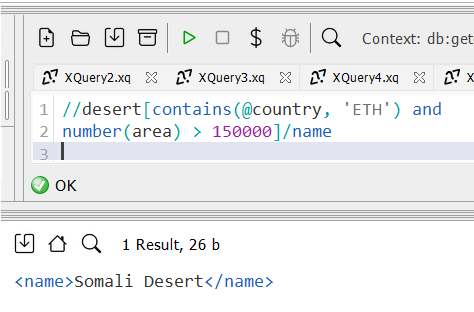 Context: db:get
XQuery2.xq
XQuery3.xq
XQuery4.xq
X
1 //desert[contains(@country, 'ETH') and
2 number(area) > 150000]/name
3
OK
1 Result, 26 b
<name>Somali Desert</name>